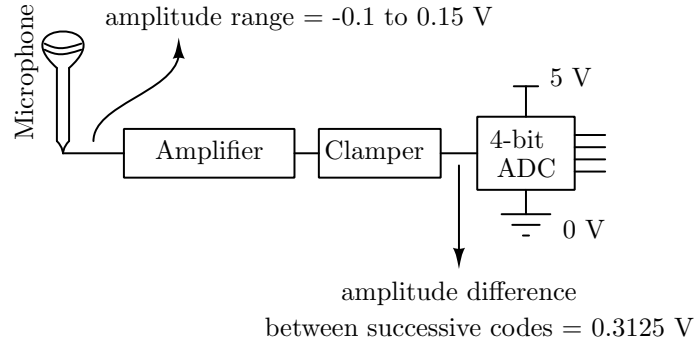 amplitude range = -0.1 to 0.15 V
Microphone
5 V
Amplifier
Clamper
4-bit
ADC
0 V
amplitude difference
between successive codes = 0.3125 V